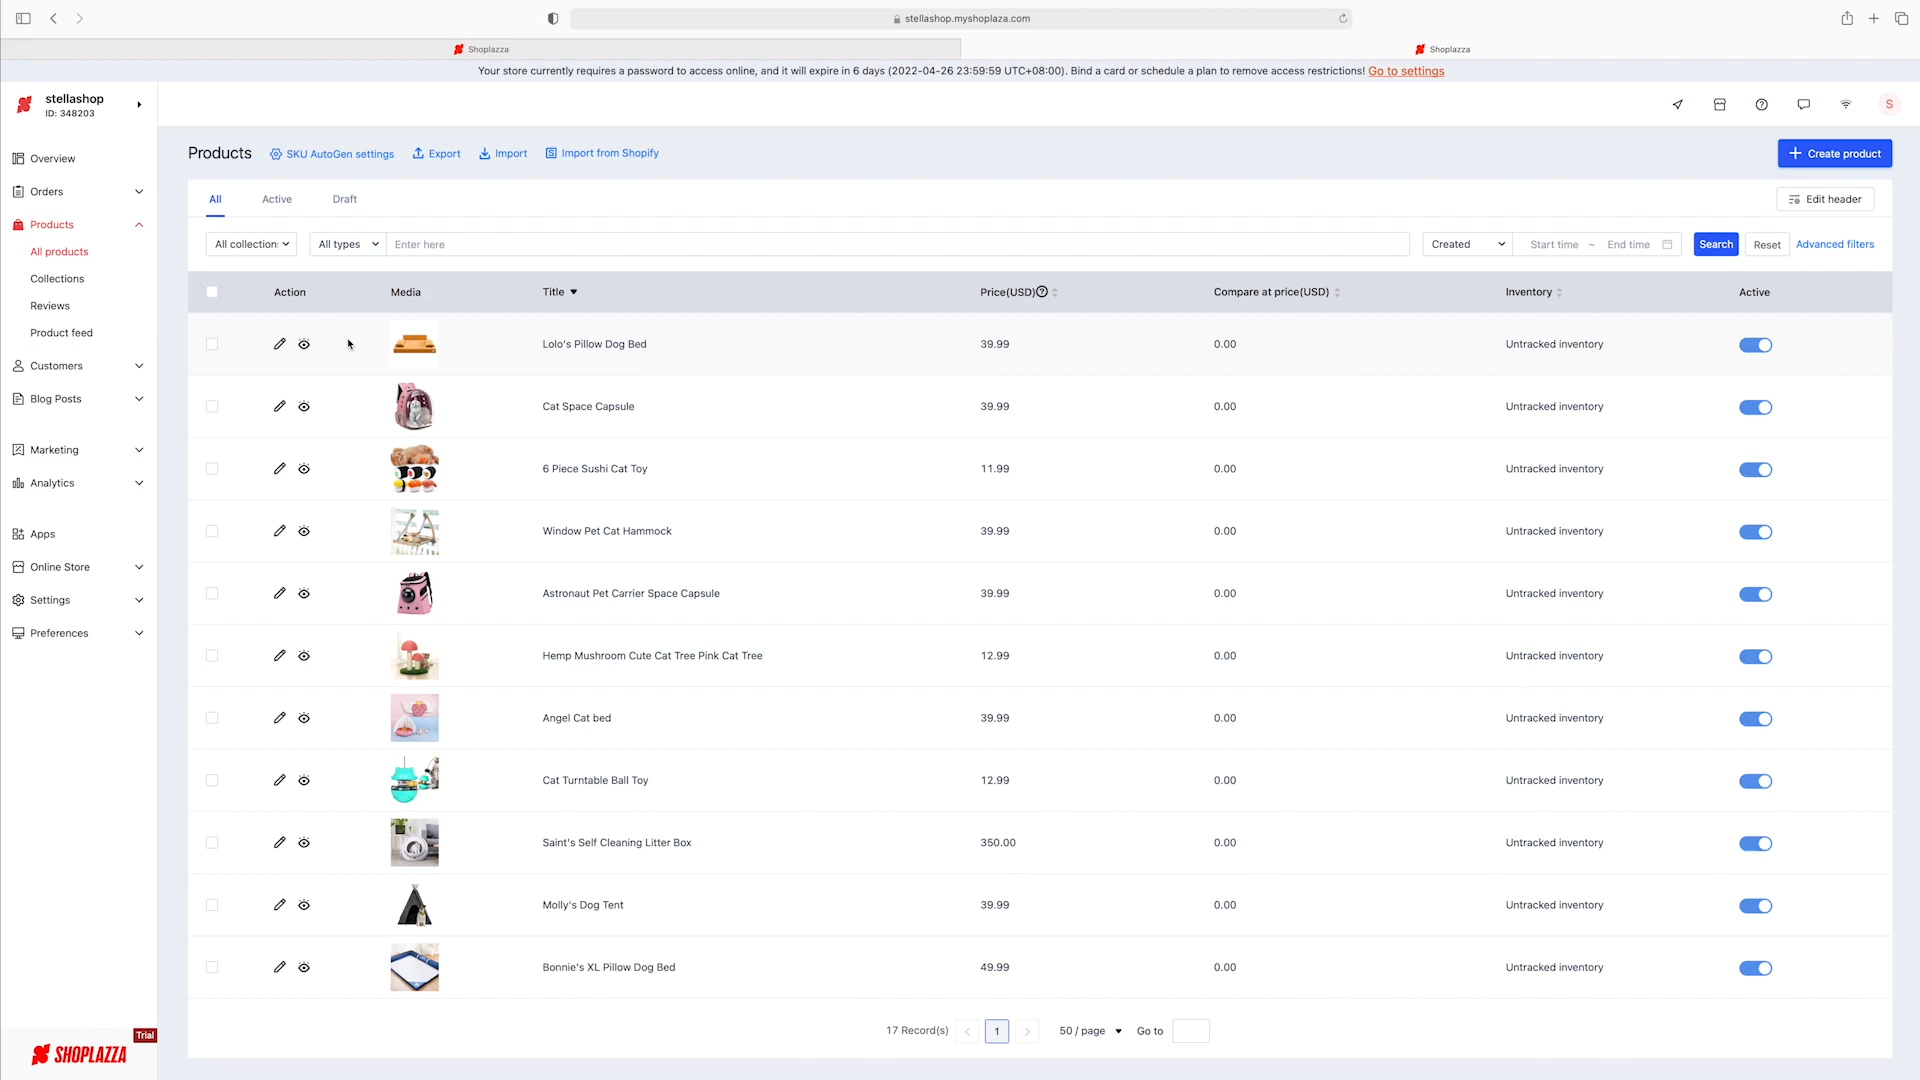 stellashop.myshoplaza.com
Shoplazza
Shoplazza
Your store currently requires a password to access online, and it will expire in 6 days (2022-04-26 23:59:59 UTC+08:00). Bind a card or schedule a plan to remove access restrictions! Go to settings
stellashop
ID: 348203
S
Overview
Orders
Products
All products
Collections
Reviews
Product feed
Customers
Blog Posts
Marketing
Analytics
Apps
Online Store
Settings
Preferences
Trial
SHOPLAZZA
Products SKU AutoGen settings Export Import Import from Shopify Create product
All Active Draft Edit header
All collection All types Enter here Created Start time ~ End time Search Reset Advanced filters
Action Media Title Price(USD) Compare at price(USD) Inventory Active
Lolo's Pillow Dog Bed 39.99 0.00 Untracked inventory
Cat Space Capsule 39.99 0.00 Untracked inventory
6 Piece Sushi Cat Toy 11.99 0.00 Untracked inventory
Window Pet Cat Hammock 39.99 0.00 Untracked inventory
Astronaut Pet Carrier Space Capsule 39.99 0.00 Untracked inventory
Hemp Mushroom Cute Cat Tree Pink Cat Tree 12.99 0.00 Untracked inventory
Angel Cat bed 39.99 0.00 Untracked inventory
Cat Turntable Ball Toy 12.99 0.00 Untracked inventory
Saint's Self Cleaning Litter Box 350.00 0.00 Untracked inventory
Molly's Dog Tent 39.99 0.00 Untracked inventory
Bonnie's XL Pillow Dog Bed 49.99 0.00 Untracked inventory
17 Record(s) < 1 > 50 / page Go to